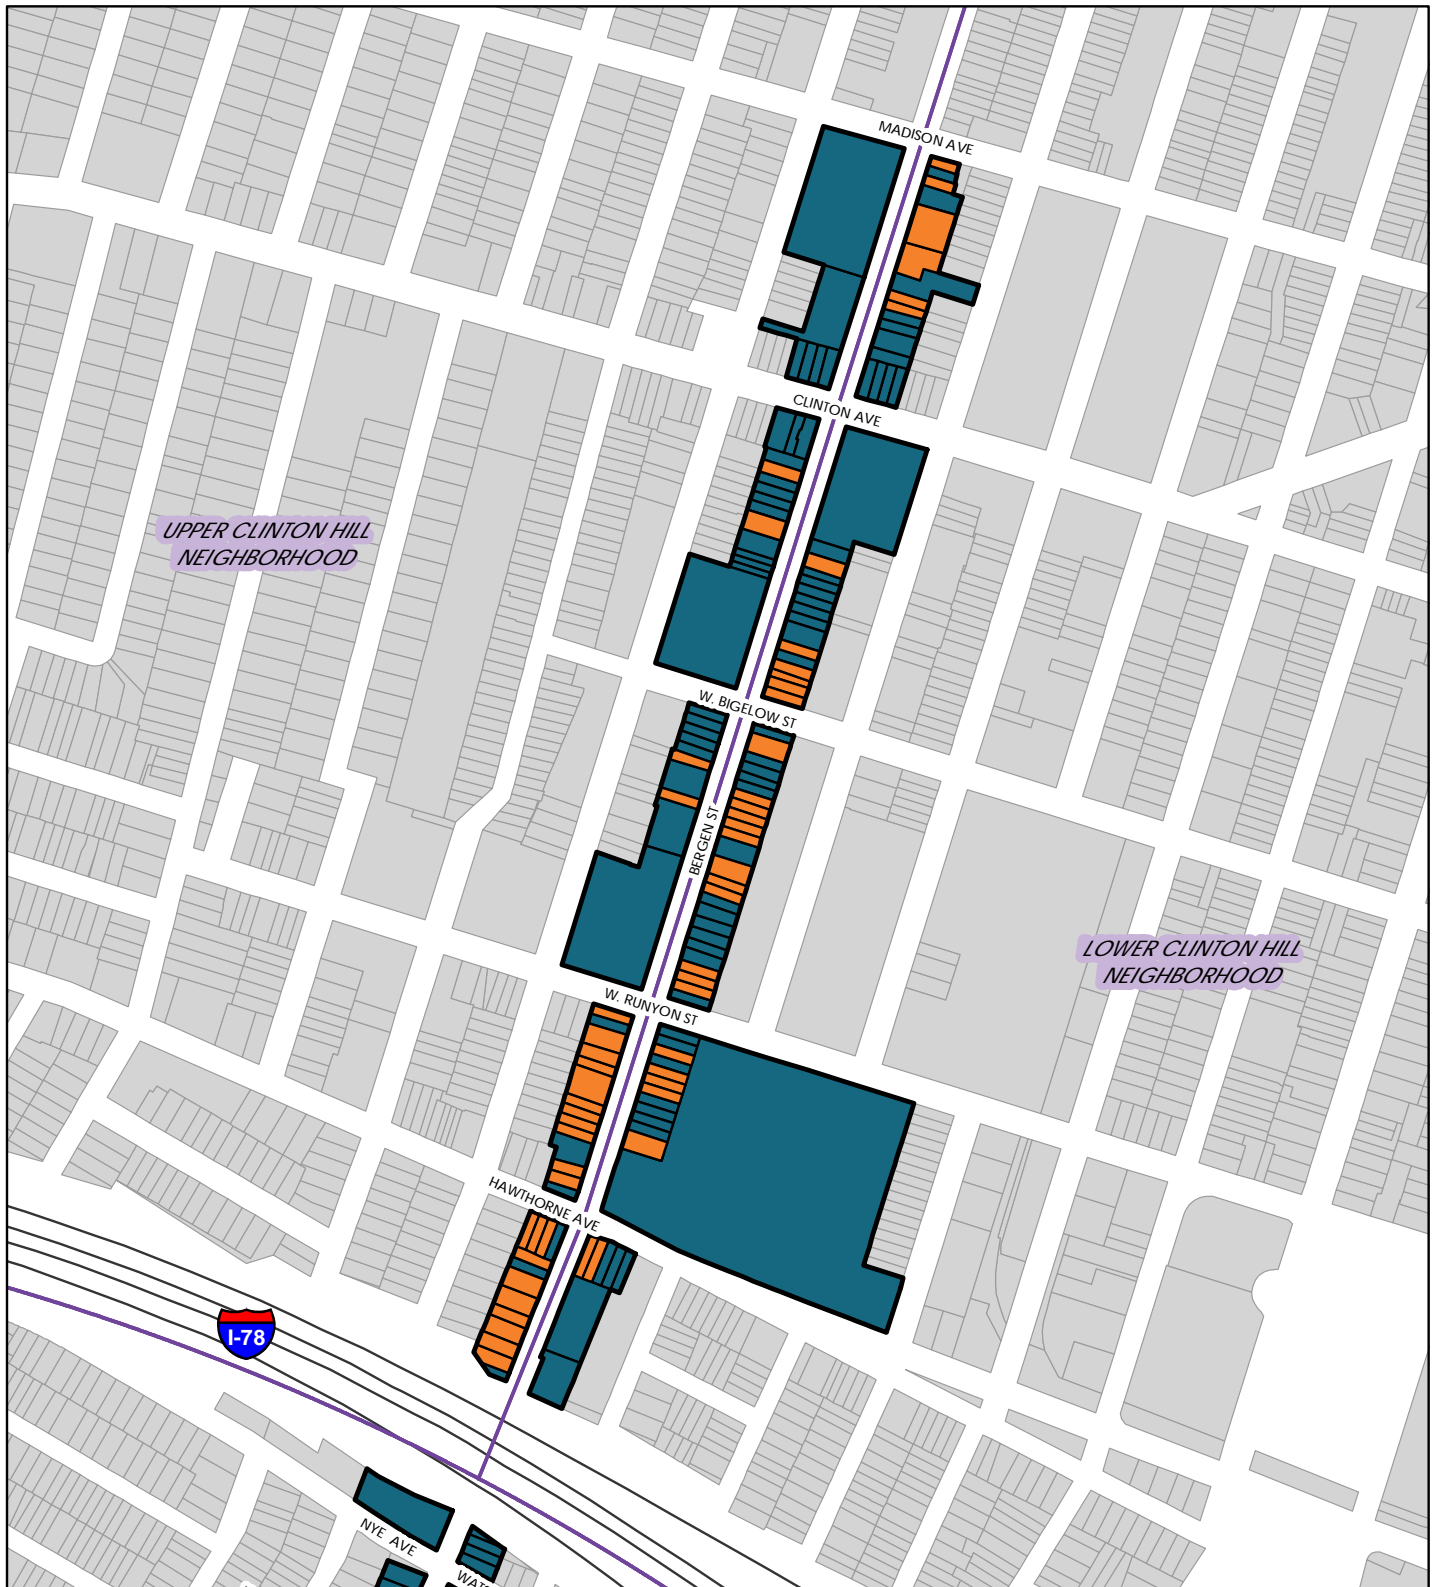 MADISON AVE
CLINTON AVE
UPPER CLINTON HILL
NEIGHBORHOOD
W. BIGELOW ST
BERGEN ST
LOWER CLINTON HILL
NEIGHBORHOOD
W. RUNYON ST
HAWTHORNE AVE
I-78
NYE AVE